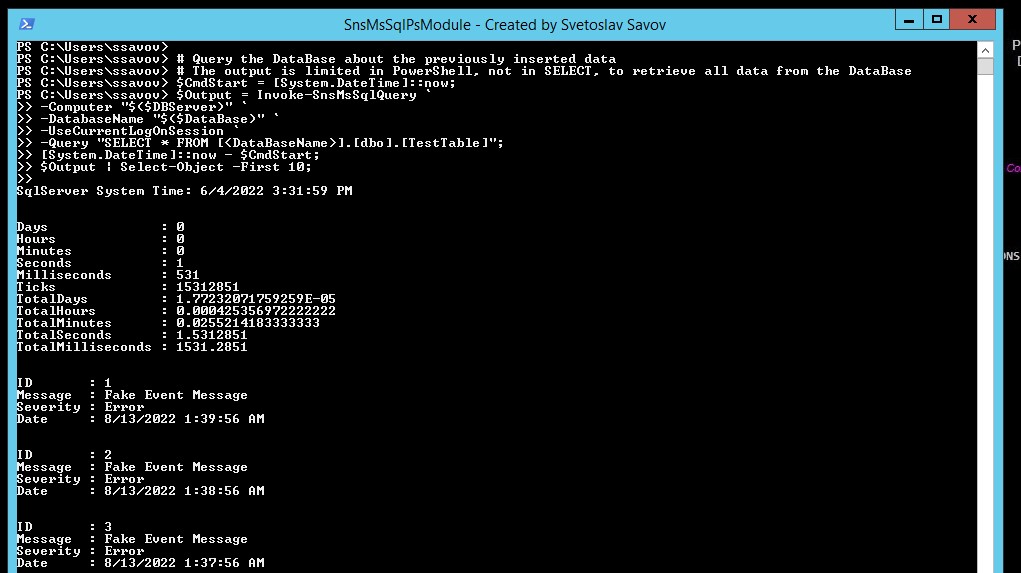 SnsMsSqlPsModule - Created by Svetoslav Savov
PS C:\Users\ssavov>
PS C:\Users\ssavov> # Query the DataBase about the previously inserted data
PS C:\Users\ssavov> # The output is limited in PowerShell, not in SELECT, to retrieve all data from the DataBase
PS C:\Users\ssavov> $CmdStart = [System.DateTime]::now;
PS C:\Users\ssavov> $Output = Invoke-SnsMsSqlQuery `
>> -Computer "$($DBServer)" `
>> -DatabaseName "$($DataBase)" `
>> -UseCurrentLogOnSession `
>> -Query "SELECT * FROM [<DataBaseName>].[dbo].[TestTable]";
>> [System.DateTime]::now - $CmdStart;
>> $Output | Select-Object -First 10;
>>
SqlServer System Time: 6/4/2022 3:31:59 PM
Days : 0
Hours : 0
Minutes : 0
Seconds : 1
Milliseconds : 531
Ticks : 15312851
TotalDays : 1.77232071759259E-05
TotalHours : 0.000425356972222222
TotalMinutes : 0.0255214183333333
TotalSeconds : 1.5312851
TotalMilliseconds : 1531.2851
ID : 1
Message : Fake Event Message
Severity : Error
Date : 8/13/2022 1:39:56 AM
ID : 2
Message : Fake Event Message
Severity : Error
Date : 8/13/2022 1:38:56 AM
ID : 3
Message : Fake Event Message
Severity : Error
Date : 8/13/2022 1:37:56 AM